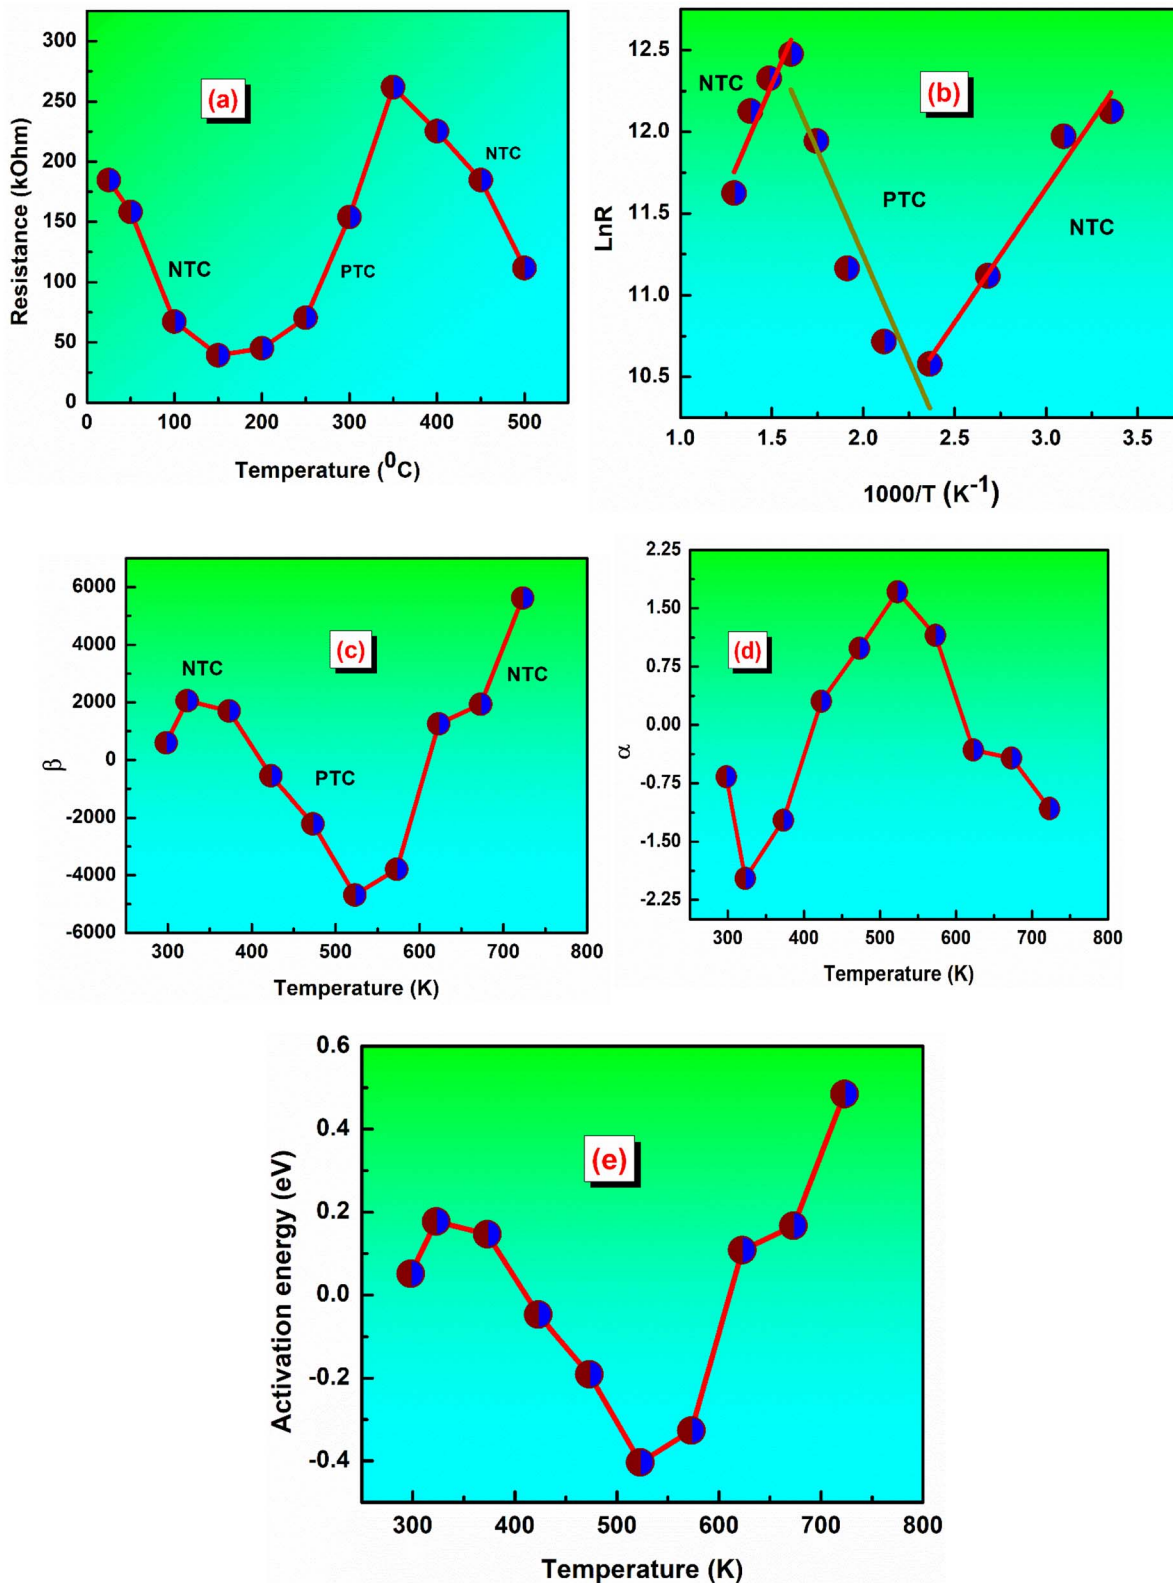 300
250
200
150
100
50
0
Resistance (kOhm)
(a)
NTC
PTC
NTC
0 100 200 300 400 500
Temperature (⁰C)
12.5
12.0
11.5
11.0
10.5
LnR
NTC
(b)
PTC
NTC
1.0 1.5 2.0 2.5 3.0 3.5
1000/T (K⁻¹)
6000
4000
2000
0
-2000
-4000
-6000
β
NTC
(c)
NTC
PTC
300 400 500 600 700 800
Temperature (K)
2.25
1.50
0.75
0.00
-0.75
-1.50
-2.25
α
(d)
300 400 500 600 700 800
Temperature (K)
0.6
0.4
0.2
0.0
-0.2
-0.4
Activation energy (eV)
(e)
300 400 500 600 700 800
Temperature (K)